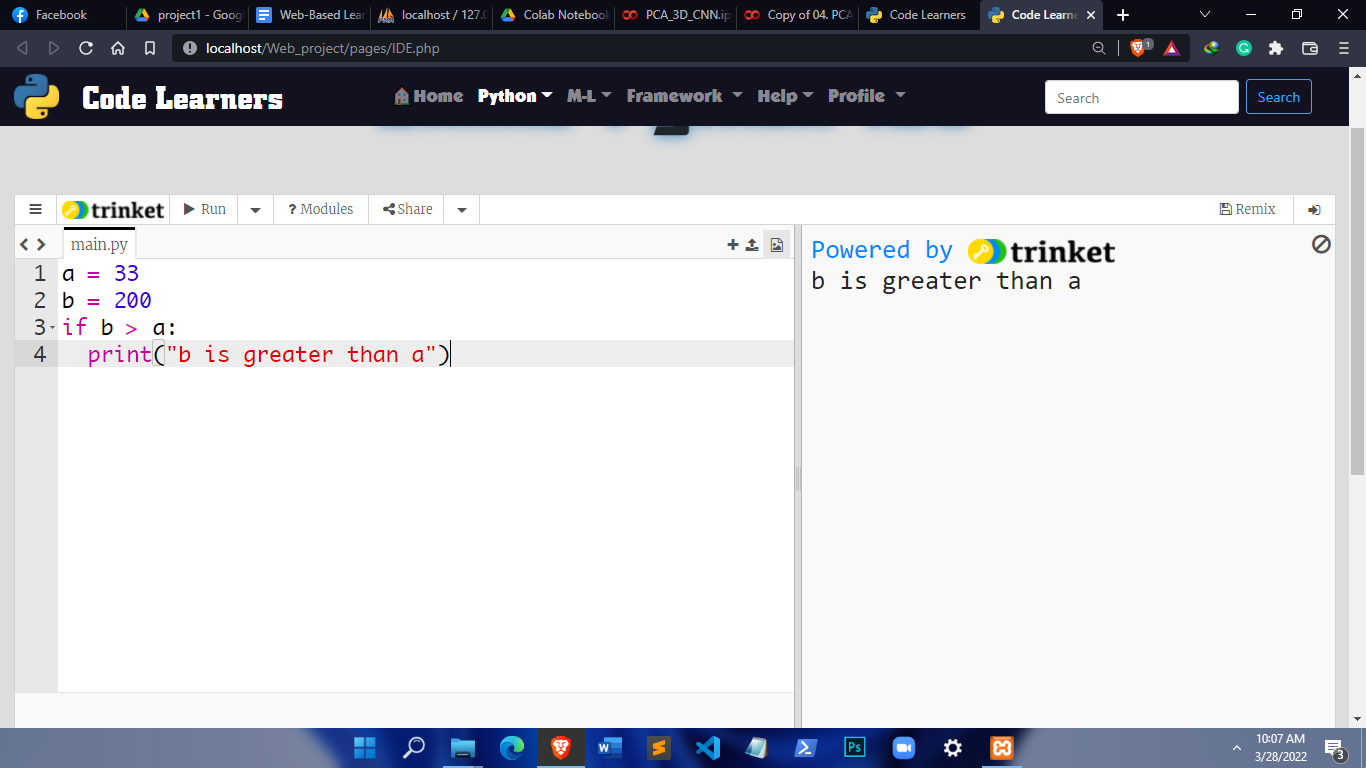 Facebook
project1 - Goog
Web-Based Lear
localhost / 127.0
Colab Notebook
PCA_3D_CNN.ip
Copy of 04. PCA
Code Learners
Code Learne
localhost/Web_project/pages/IDE.php
1
Code Learners
Home Python M-L Framework Help Profile
Search
Search
trinket
Run
? Modules
Share
Remix
main.py
1 a = 33
2 b = 200
3 if b > a:
4 print("b is greater than a")
Powered by trinket
b is greater than a
10:07 AM
3/28/2022
3